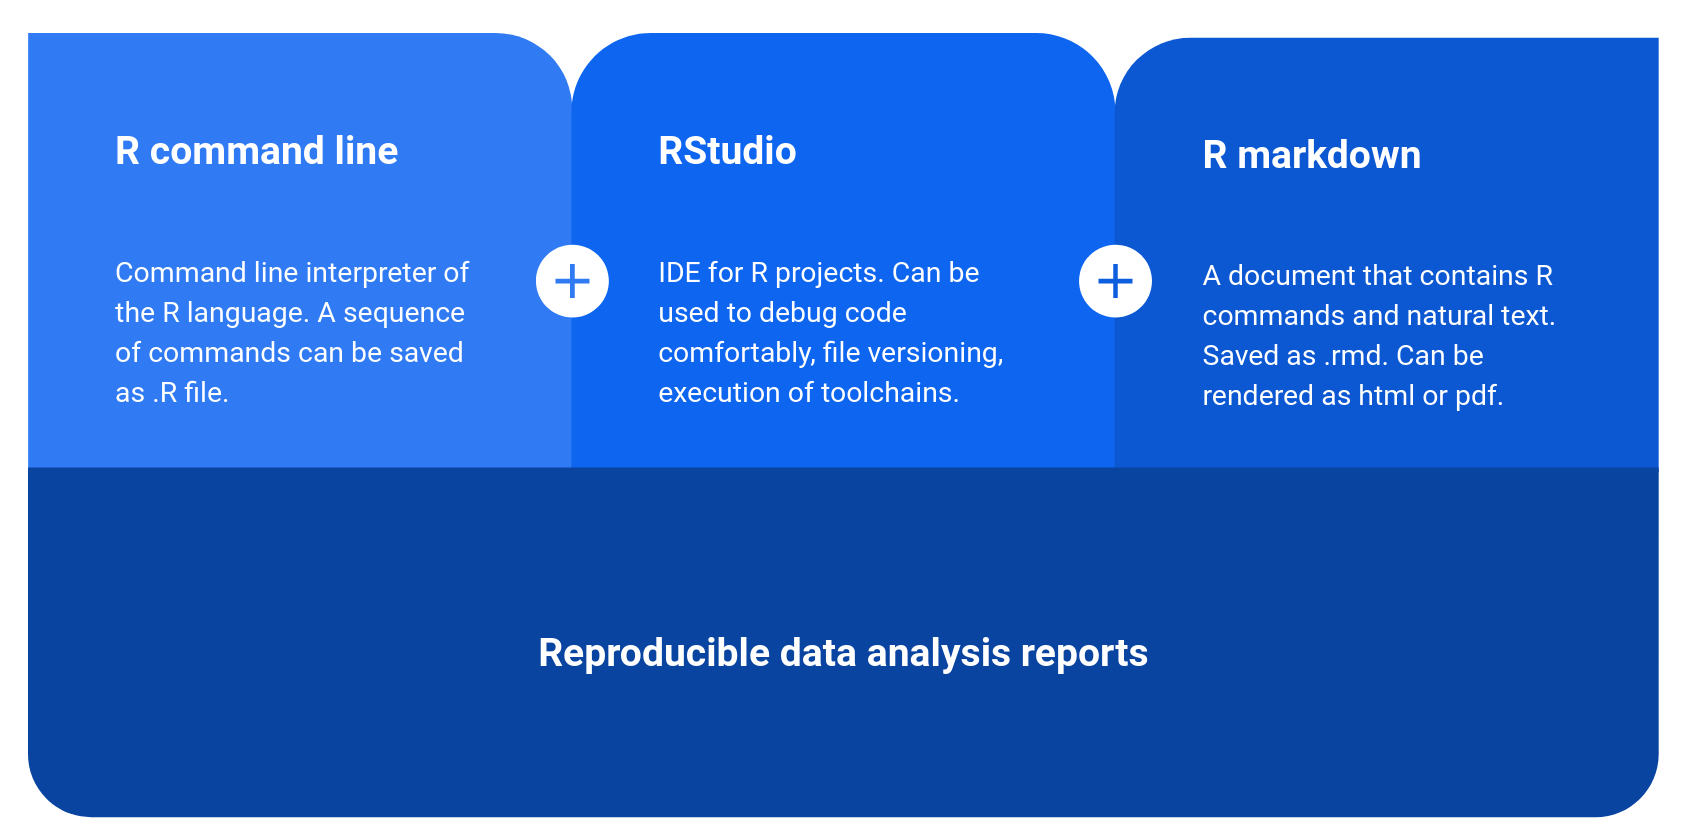 R command line
Command line interpreter of
the R language. A sequence
of commands can be saved
as .R file.
RStudio
IDE for R projects. Can be
used to debug code
comfortably, file versioning,
execution of toolchains.
R markdown
A document that contains R
commands and natural text.
Saved as .rmd. Can be
rendered as html or pdf.
Reproducible data analysis reports